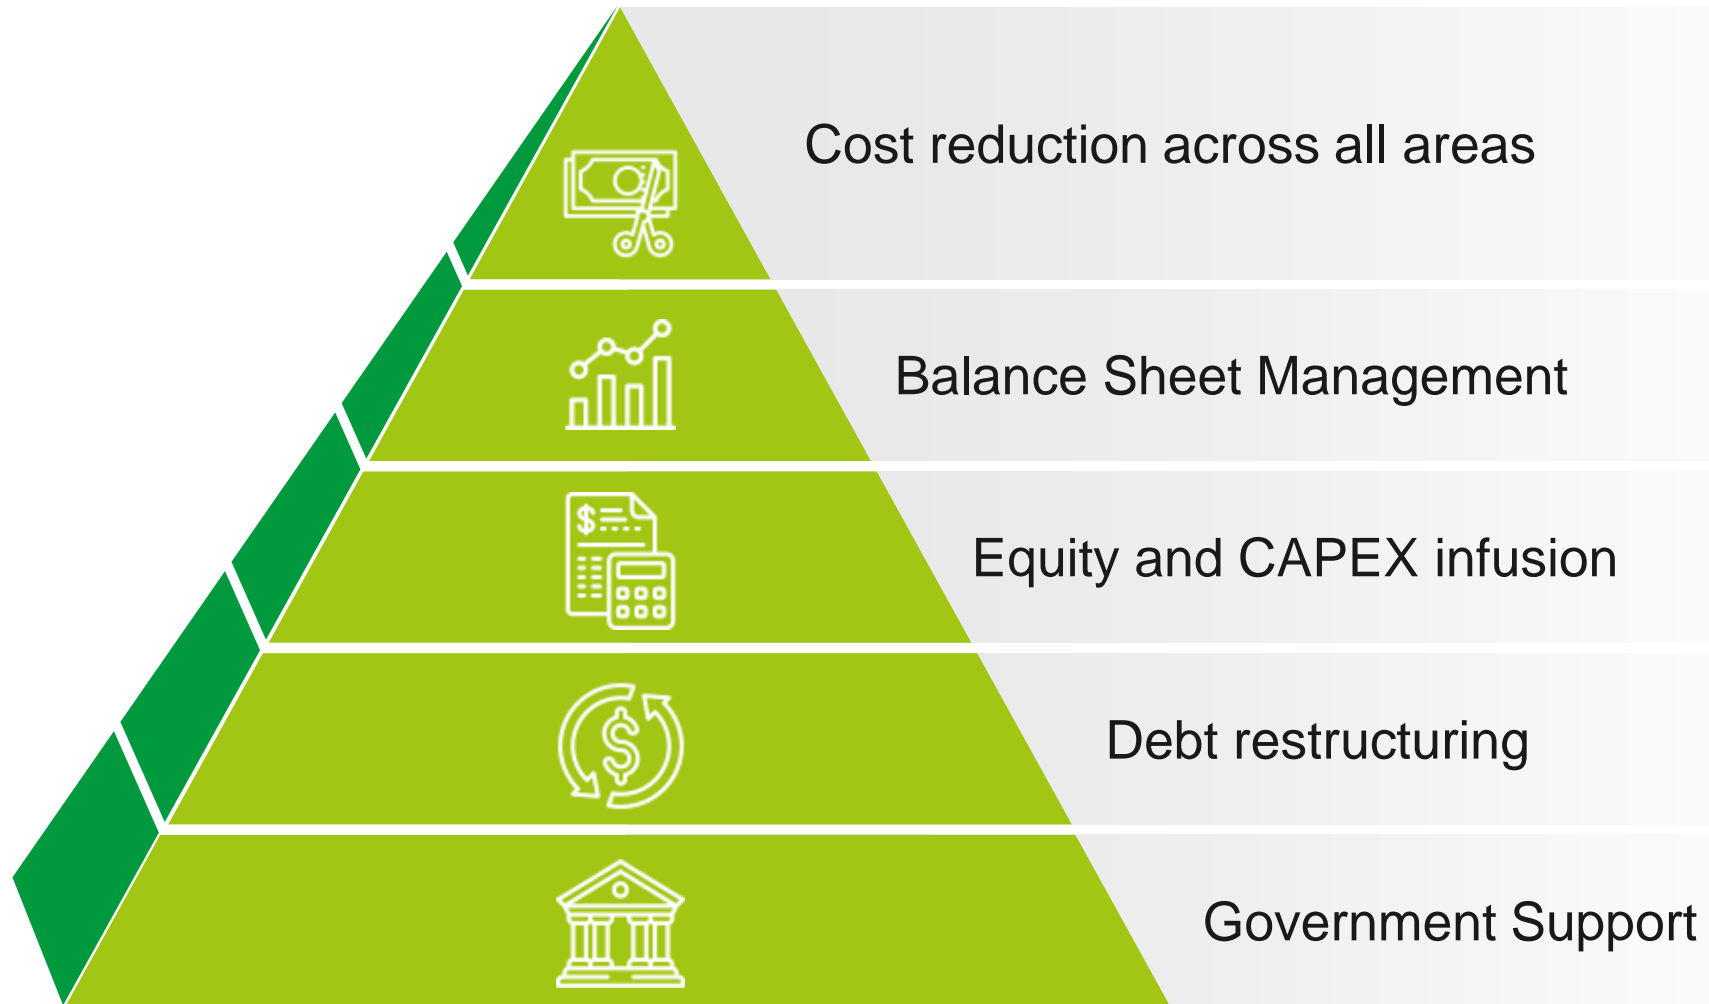 Cost reduction across all areas
Balance Sheet Management
Equity and CAPEX infusion
Debt restructuring
Government Support